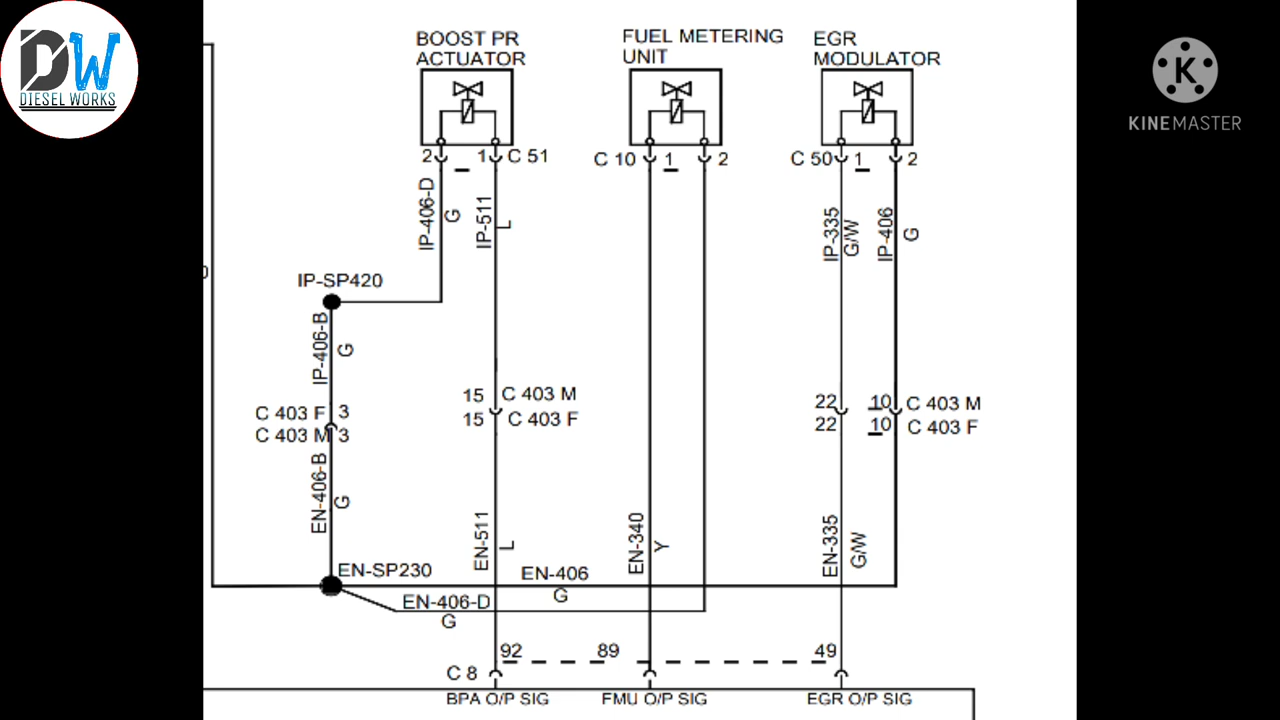 DW
DIESEL WORKS
K
KINEMASTER
BOOST PR
ACTUATOR
FUEL METERING
UNIT
EGR
MODULATOR
2 1 C 51
C 10 1 2
C 50 1 2
IP-406-D
G
IP-511
L
IP-335
G/W
IP-406
G
IP-SP420
IP-406-B
G
C 403 F 3
C 403 M 3
15 C 403 M
15 C 403 F
22 10 C 403 M
22 10 C 403 F
EN-406-B
G
EN-511
L
EN-340
Y
EN-335
G/W
EN-SP230
EN-406
G
EN-406-D
G
92 89 49
C 8
BPA O/P SIG FMU O/P SIG EGR O/P SIG